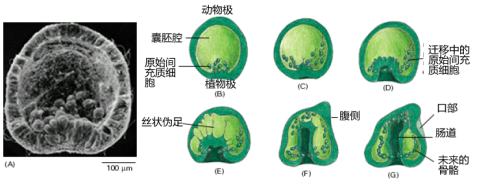 动物极
囊胚腔
原始间
充质细
胞
植物极
(A)
100 μm
(B)
(C)
(D)
迁移中的
原始间充
质细胞
丝状伪足
(E)
腹侧
(F)
口部
肠道
未来的
骨骼
(G)